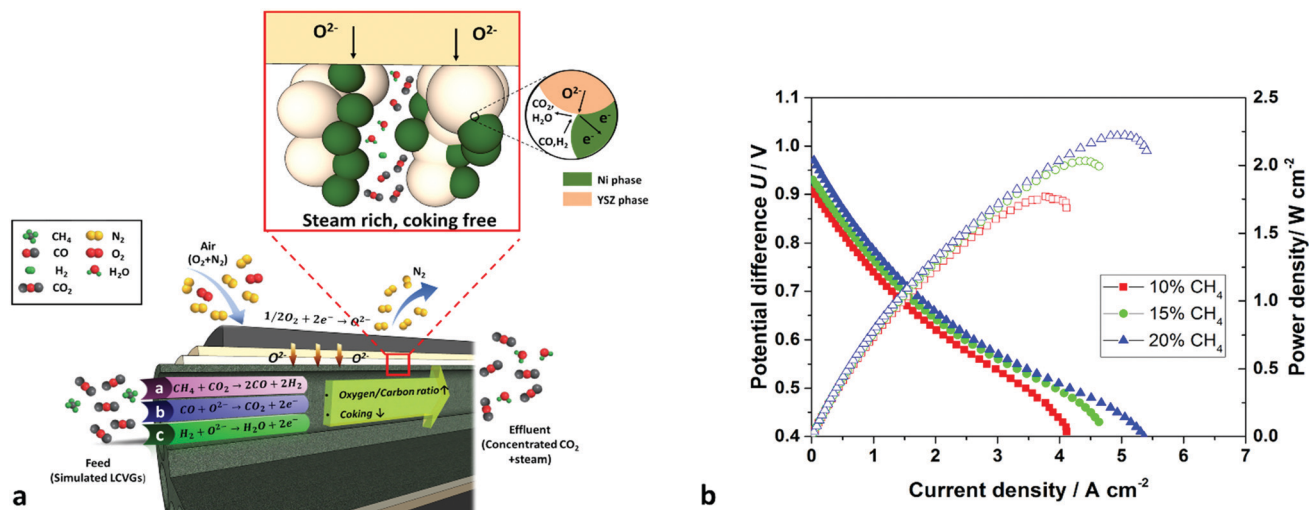 O²⁻
O²⁻
O²⁻
CO₂,
H₂O
e⁻
CO,H₂
e⁻
Ni phase
YSZ phase
Steam rich, coking free
CH₄
N₂
CO
O₂
H₂
H₂O
CO₂
Air
(O₂+N₂)
N₂
1/2O₂ + 2e⁻ → O²⁻
O²⁻
O²⁻
a CH₄ + CO₂ → 2CO + 2H₂
b CO + O²⁻ → CO₂ + 2e⁻
c H₂ + O²⁻ → H₂O + 2e⁻
• Oxygen/Carbon ratio↑
• Coking ↓
Feed
(Simulated LCVGs)
Effluent
(Concentrated CO₂
+steam)
a
Potential difference U / V
1.1
1.0
0.9
0.8
0.7
0.6
0.5
0.4
0 1 2 3 4 5 6 7
Current density / A cm⁻²
2.5
2.0
1.5
1.0
0.5
0.0
Power density/ W cm⁻²
10% CH₄
15% CH₄
20% CH₄
b